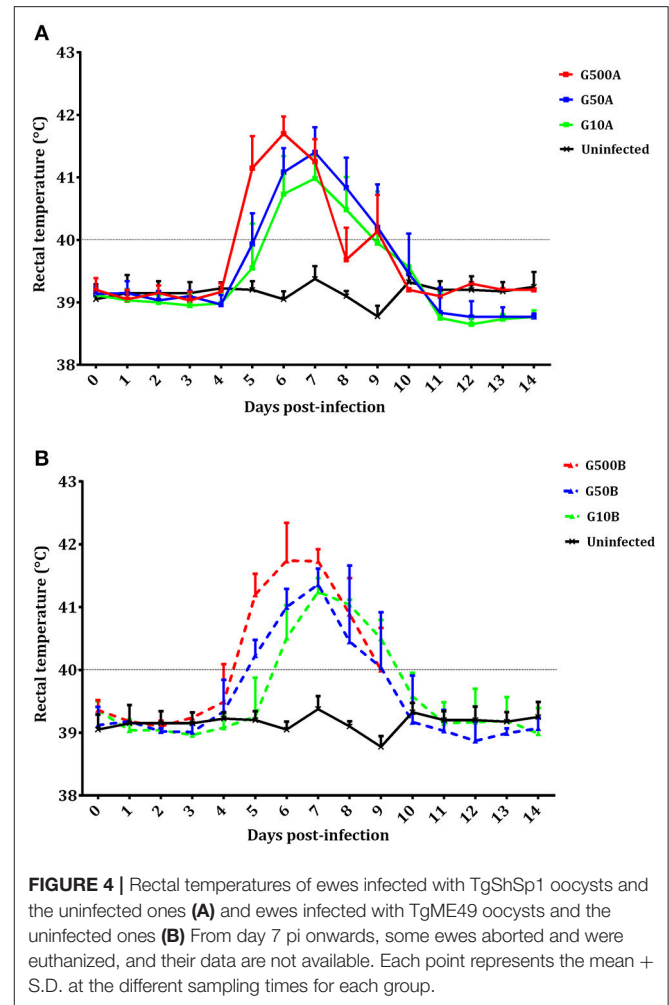 A
43
42
41
40
39
38
Rectal temperature (°C)
0 1 2 3 4 5 6 7 8 9 10 11 12 13 14
Days post-infection
G500A
G50A
G10A
Uninfected
B
43
42
41
40
39
38
Rectal temperature (°C)
0 1 2 3 4 5 6 7 8 9 10 11 12 13 14
Days post-infection
G500B
G50B
G10B
Uninfected
FIGURE 4 | Rectal temperatures of ewes infected with TgShSp1 oocysts and
the uninfected ones (A) and ewes infected with TgME49 oocysts and the
uninfected ones (B) From day 7 pi onwards, some ewes aborted and were
euthanized, and their data are not available. Each point represents the mean +
S.D. at the different sampling times for each group.